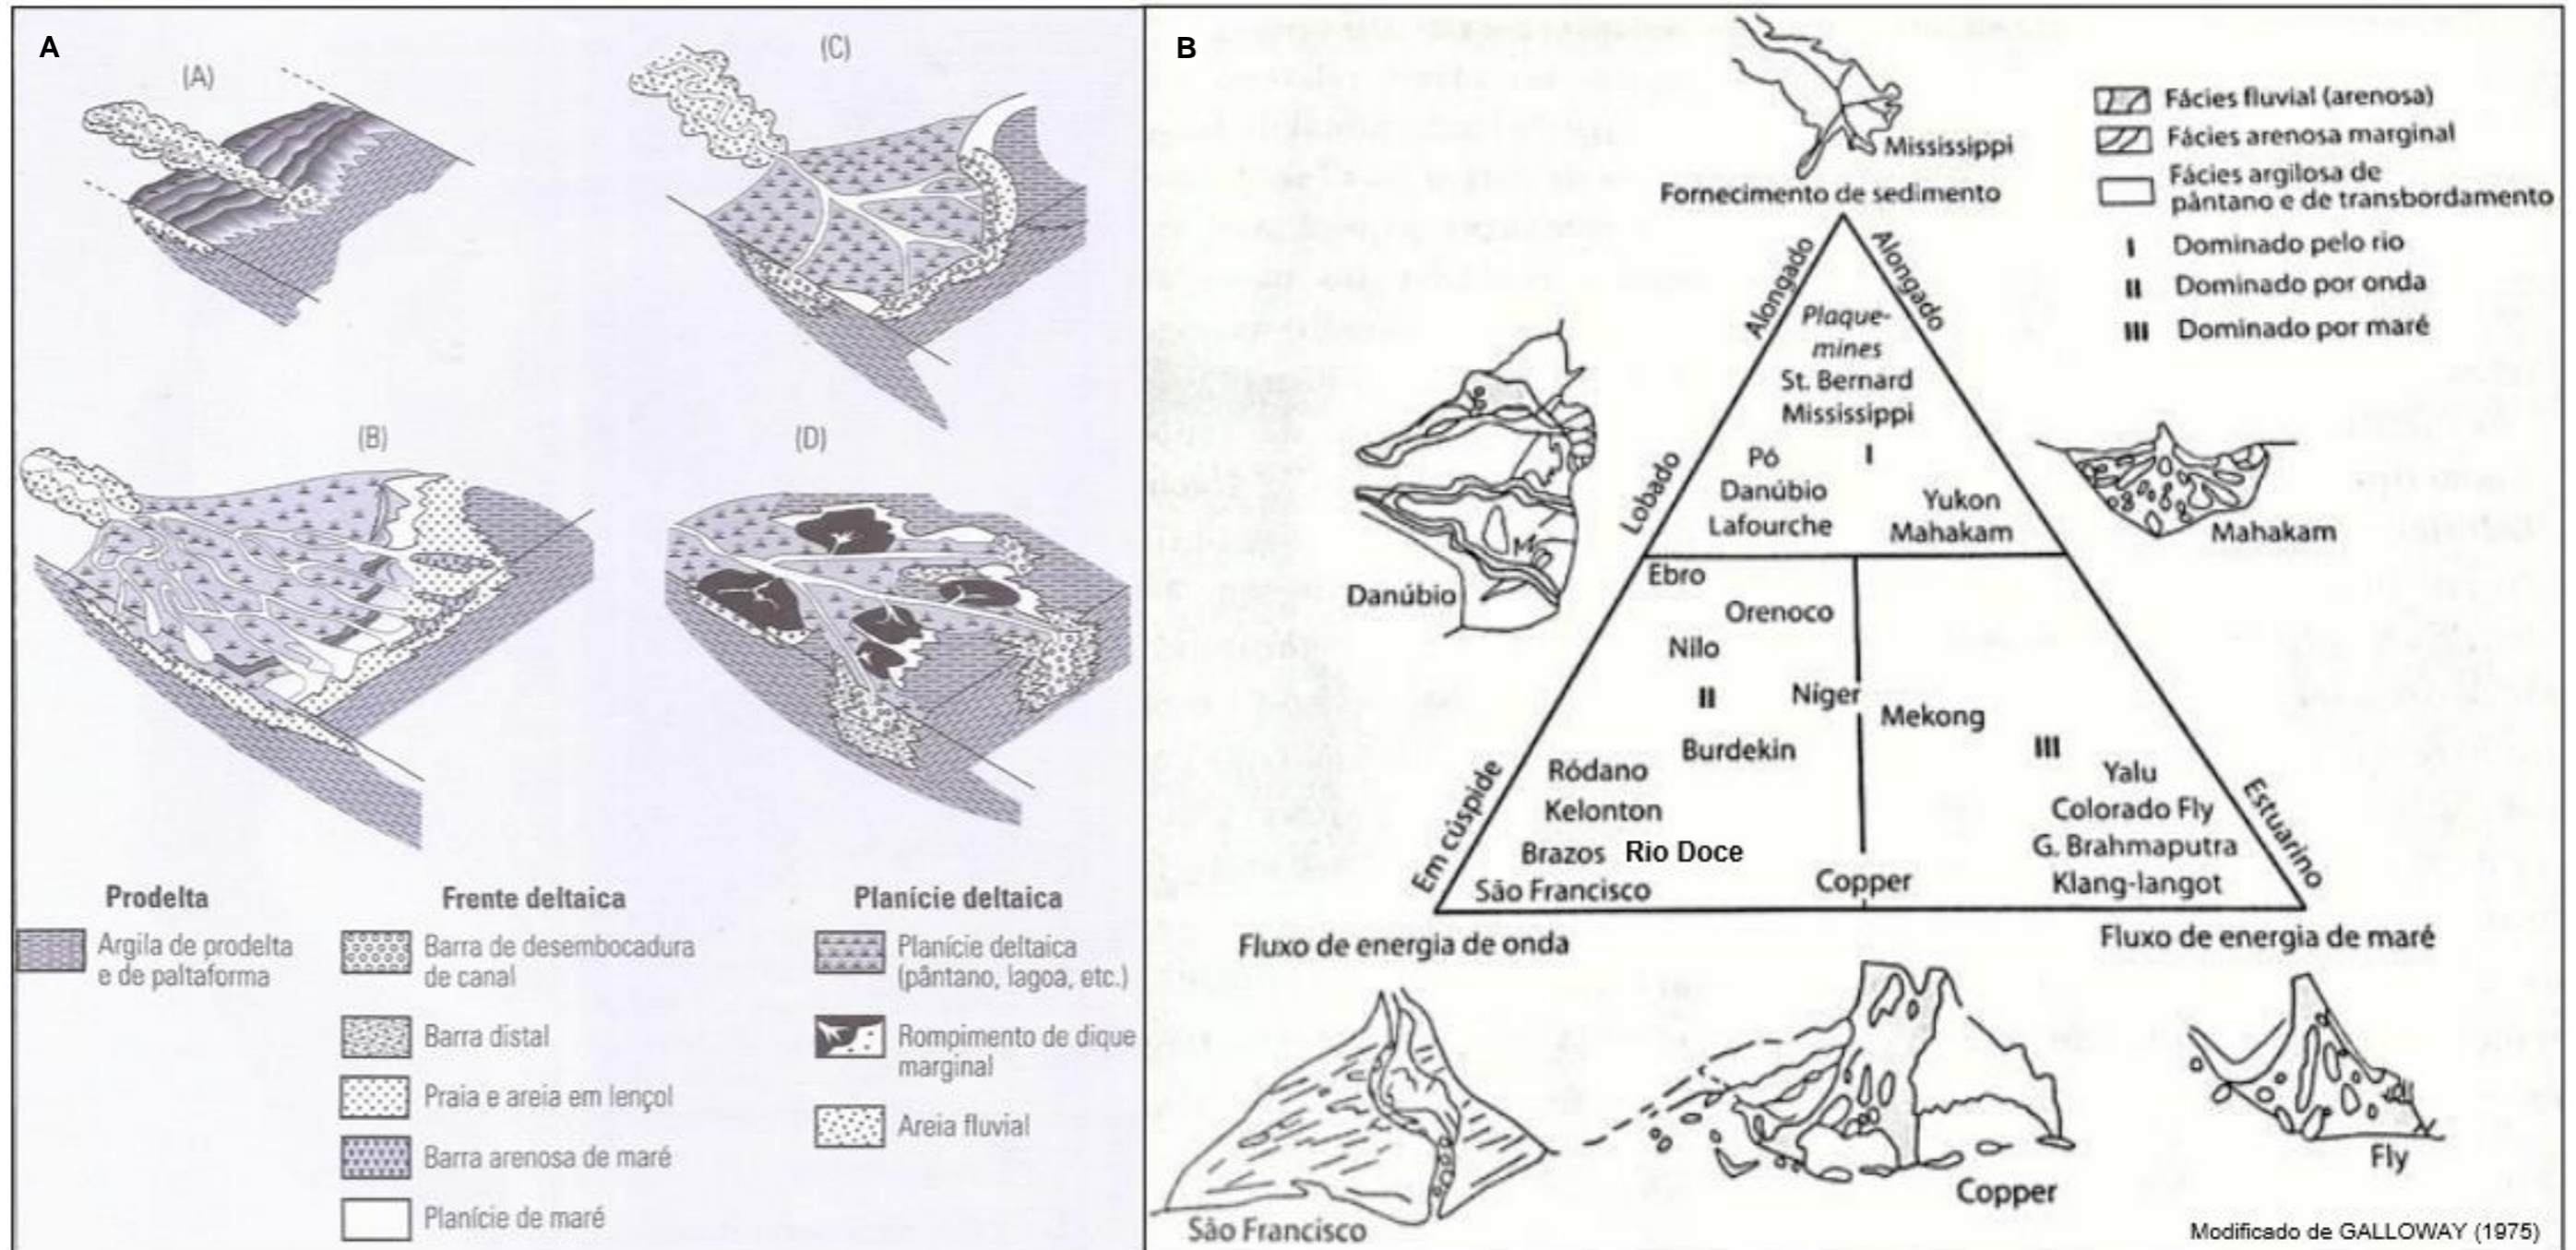 A
(A)
(C)
(B)
(D)
Prodelta
Argila de prodelta
e de paltaforma
Frente deltaica
Barra de desembocadura
de canal
Barra distal
Praia e areia em lençol
Barra arenosa de maré
Planície de maré
Planície deltaica
Planície deltaica
(pântano, lagoa, etc.)
Rompimento de dique
marginal
Areia fluvial
B
Mississippi
Fornecimento de sedimento
Fácies fluvial (arenosa)
Fácies arenosa marginal
Fácies argilosa de
pântano e de transbordamento
I Dominado pelo rio
II Dominado por onda
III Dominado por maré
Alongado
Alongado
Plaque-
mines
St. Bernard
Mississippi
I
Pó
Danúbio
Lafourche
Yukon
Mahakam
Lobado
Danúbio
Mahakam
Ebro
Orenoco
Nilo
II
Níger
Mekong
III
Burdekin
Ródano
Kelonton
Brazos
Rio Doce
São Francisco
Copper
Yalu
Colorado Fly
G. Brahmaputra
Klang-langot
Em cúspide
Estuarino
Fluxo de energia de onda
Fluxo de energia de maré
São Francisco
Copper
Fly
Modificado de GALLOWAY (1975)